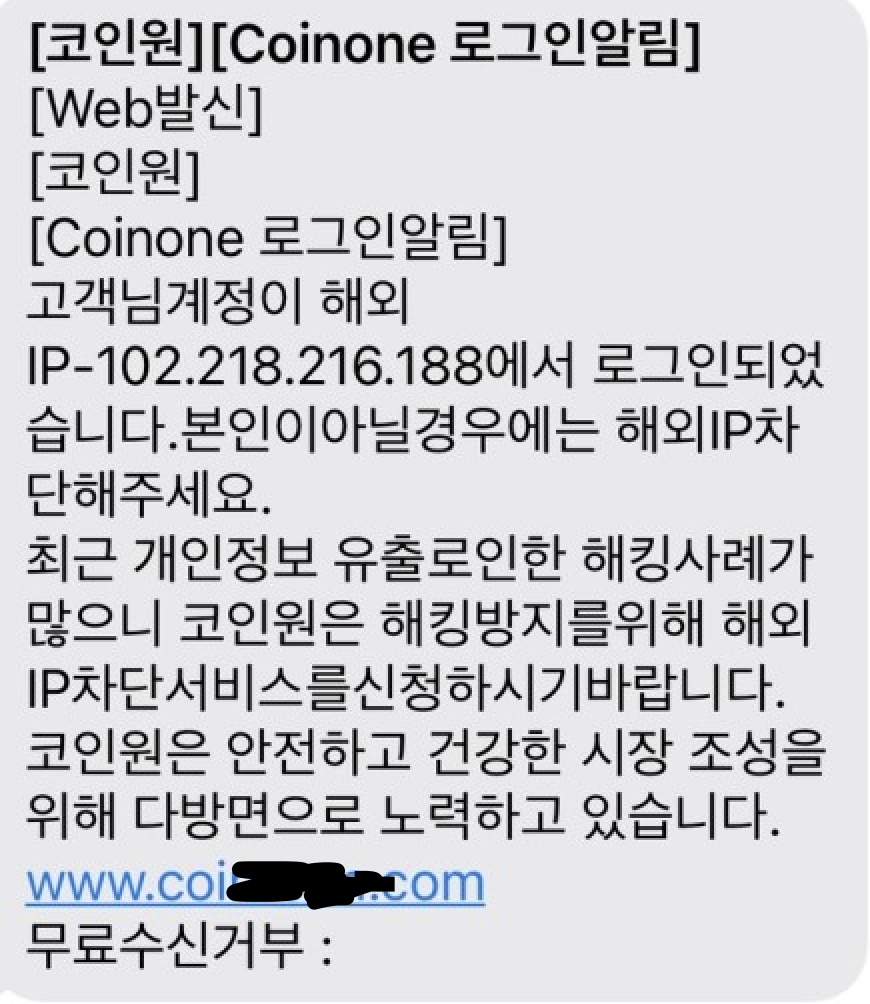 [코인원][Coinone 로그인알림]
[Web발신]
[코인원]
[Coinone 로그인알림]
고객님계정이 해외
IP-102.218.216.188에서 로그인되었
습니다.본인이아닐경우에는 해외IP차
단해주세요.
최근 개인정보 유출로인한 해킹사례가
많으니 코인원은 해킹방지를위해 해외
IP차단서비스를신청하시기바랍니다.
코인원은 안전하고 건강한 시장 조성을
위해 다방면으로 노력하고 있습니다.
www.coi .com
무료수신거부 :